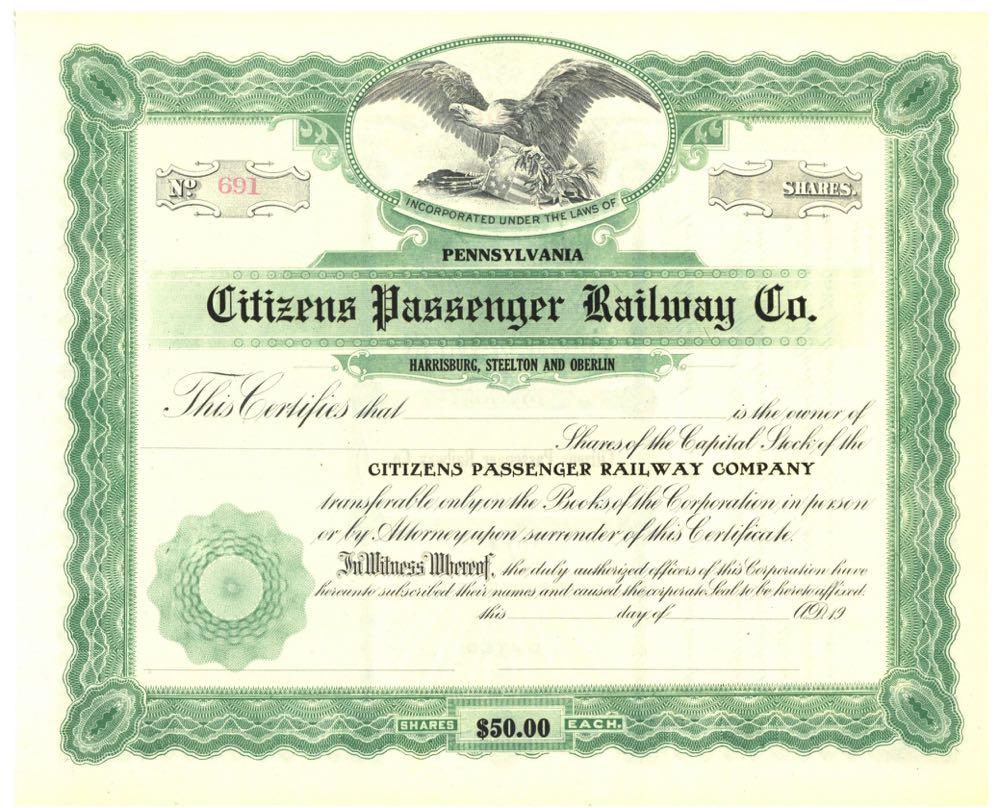 INCORPORATED UNDER THE LAWS OF
Nº 691
SHARES.
PENNSYLVANIA
Citizens Passenger Railway Co.
HARRISBURG, STEELTON AND OBERLIN
This Certifies that is the owner of
Shares of the Capital Stock of the
CITIZENS PASSENGER RAILWAY COMPANY
transferable only on the Books of the Corporation in person
or by Attorney upon surrender of this Certificate.
In Witness Whereof, the duly authorized officers of this Corporation have
hereunto subscribed their names and caused the corporate Seal to be hereto affixed.
this day of A.D. 19
SHARES $50.00 EACH.